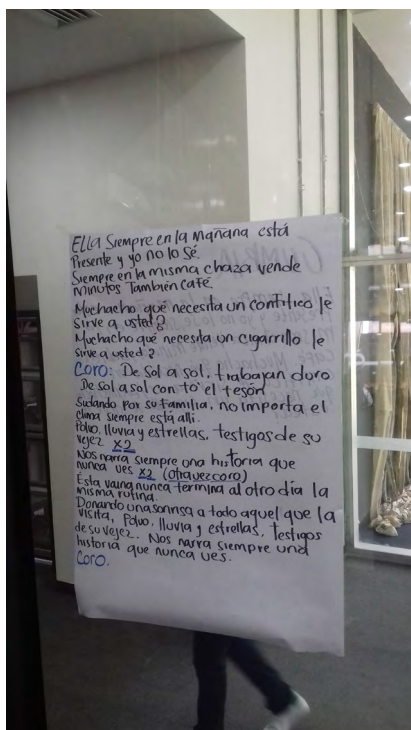 Ella Siempre en la Mañana está
Presente y yo no lo Sé.
Siempre en la misma chaza vende
Minutos También café.
Muchacho qué necesita un contitico le
Sirve a usted?
Muchacho qué necesita un cigarrillo le
sirve a usted?
Coro: De Sol a sol, trabajan duro
De sol a sol con to' el tesón
Sudando por su familia, no importa el
clima siempre está alli.
Polvo, lluvia y estrellas, testigos de su
vejez X2
Nos narra siempre una historia que
nunca ves X2 (otra vez coro)
Ésta vaina nunca termina al otro día la
misma rutina.
Donando una sonrisa a todo aquel que la
visita, Polvo, lluvia y estrellas, Testigos
de su vejez. Nos narra siempre una
historia que nunca ves.
Coro.